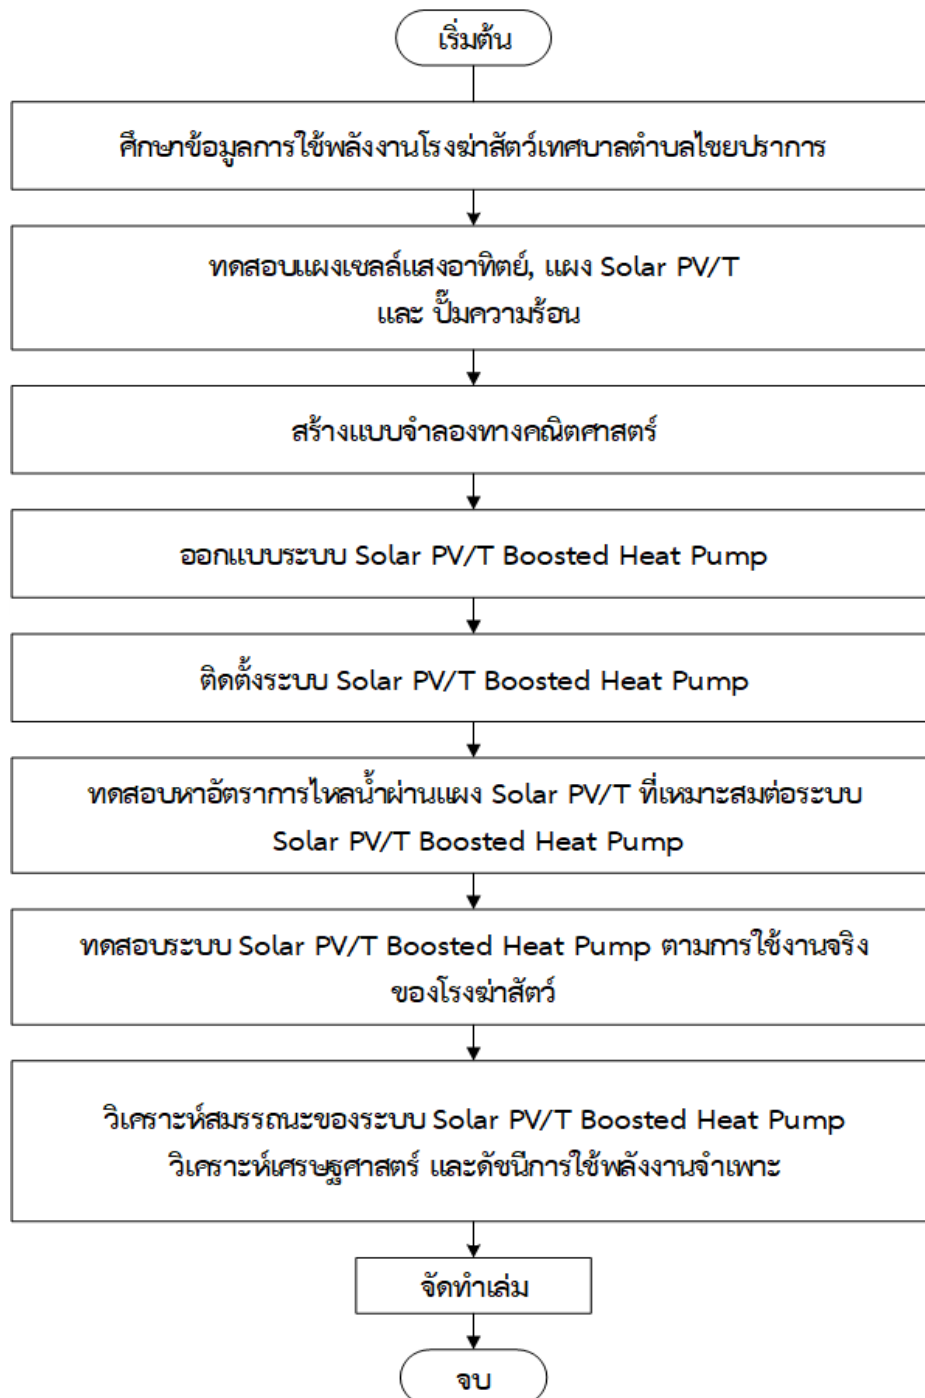 เริ่มต้น
ศึกษาข้อมูลการใช้พลังงานโรงฆ่าสัตว์เทศบาลตำบลไชยปราการ
ทดสอบแผงเซลล์แสงอาทิตย์, แผง Solar PV/T
และ ปั๊มความร้อน
สร้างแบบจำลองทางคณิตศาสตร์
ออกแบบระบบ Solar PV/T Boosted Heat Pump
ติดตั้งระบบ Solar PV/T Boosted Heat Pump
ทดสอบหาอัตราการไหลน้ำผ่านแผง Solar PV/T ที่เหมาะสมต่อระบบ
Solar PV/T Boosted Heat Pump
ทดสอบระบบ Solar PV/T Boosted Heat Pump ตามการใช้งานจริง
ของโรงฆ่าสัตว์
วิเคราะห์สมรรถนะของระบบ Solar PV/T Boosted Heat Pump
วิเคราะห์เศรษฐศาสตร์ และดัชนีการใช้พลังงานจำเพาะ
จัดทำเล่ม
จบ